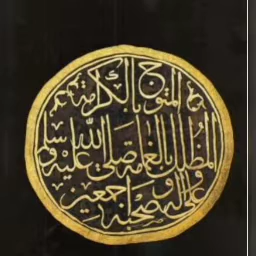 المتوج بالكرامة
والمظلل بالغمامة صلى الله عليه وسلم
وعلى آله وصحبه أجمعين